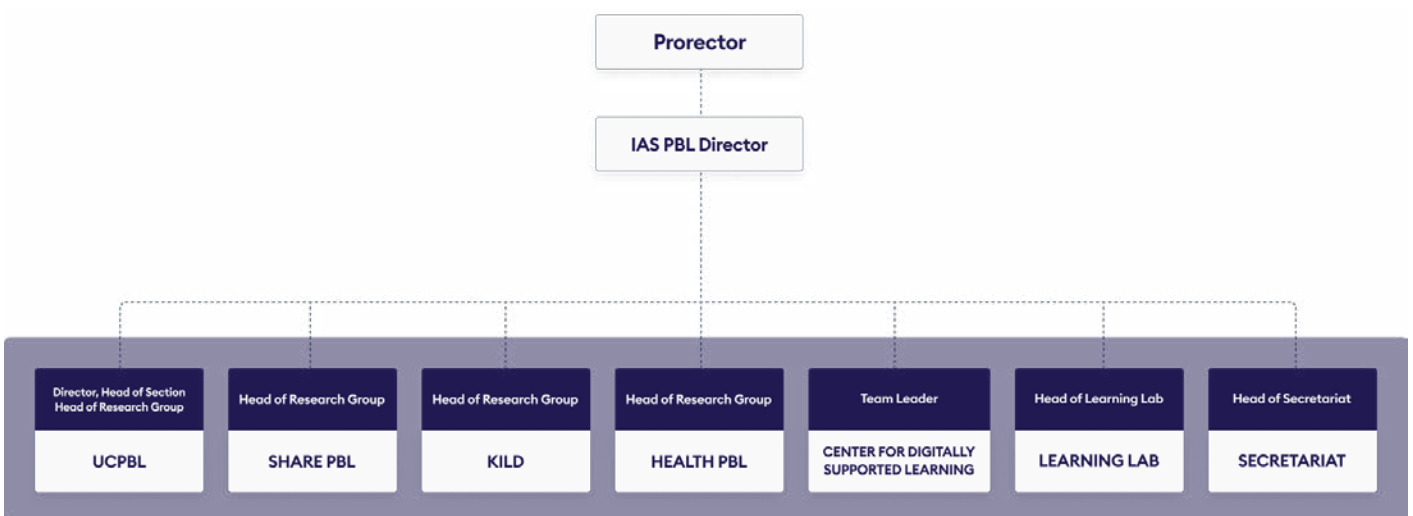 Prorector
IAS PBL Director
Director, Head of Section
Head of Research Group
UCPBL
Head of Research Group
SHARE PBL
Head of Research Group
KILD
Head of Research Group
HEALTH PBL
Team Leader
CENTER FOR DIGITALLY
SUPPORTED LEARNING
Head of Learning Lab
LEARNING LAB
Head of Secretariat
SECRETARIAT